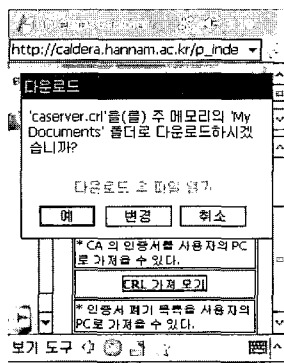 http://caldera.hannam.ac.kr/p_inde
다운로드
'caserver.crl'을(를) 주 메모리의 'My
Documents' 폴더로 다운로드하시겠
습니까?
다운로드 후 파일 열기
예 변경 취소
* CA 의 인증서를 사용자의 PC
로 가져올 수 있다.
CRL 가져 오기
* 인증서 폐기 목록을 사용자의
PC로 가져올 수 있다.
보기 도구